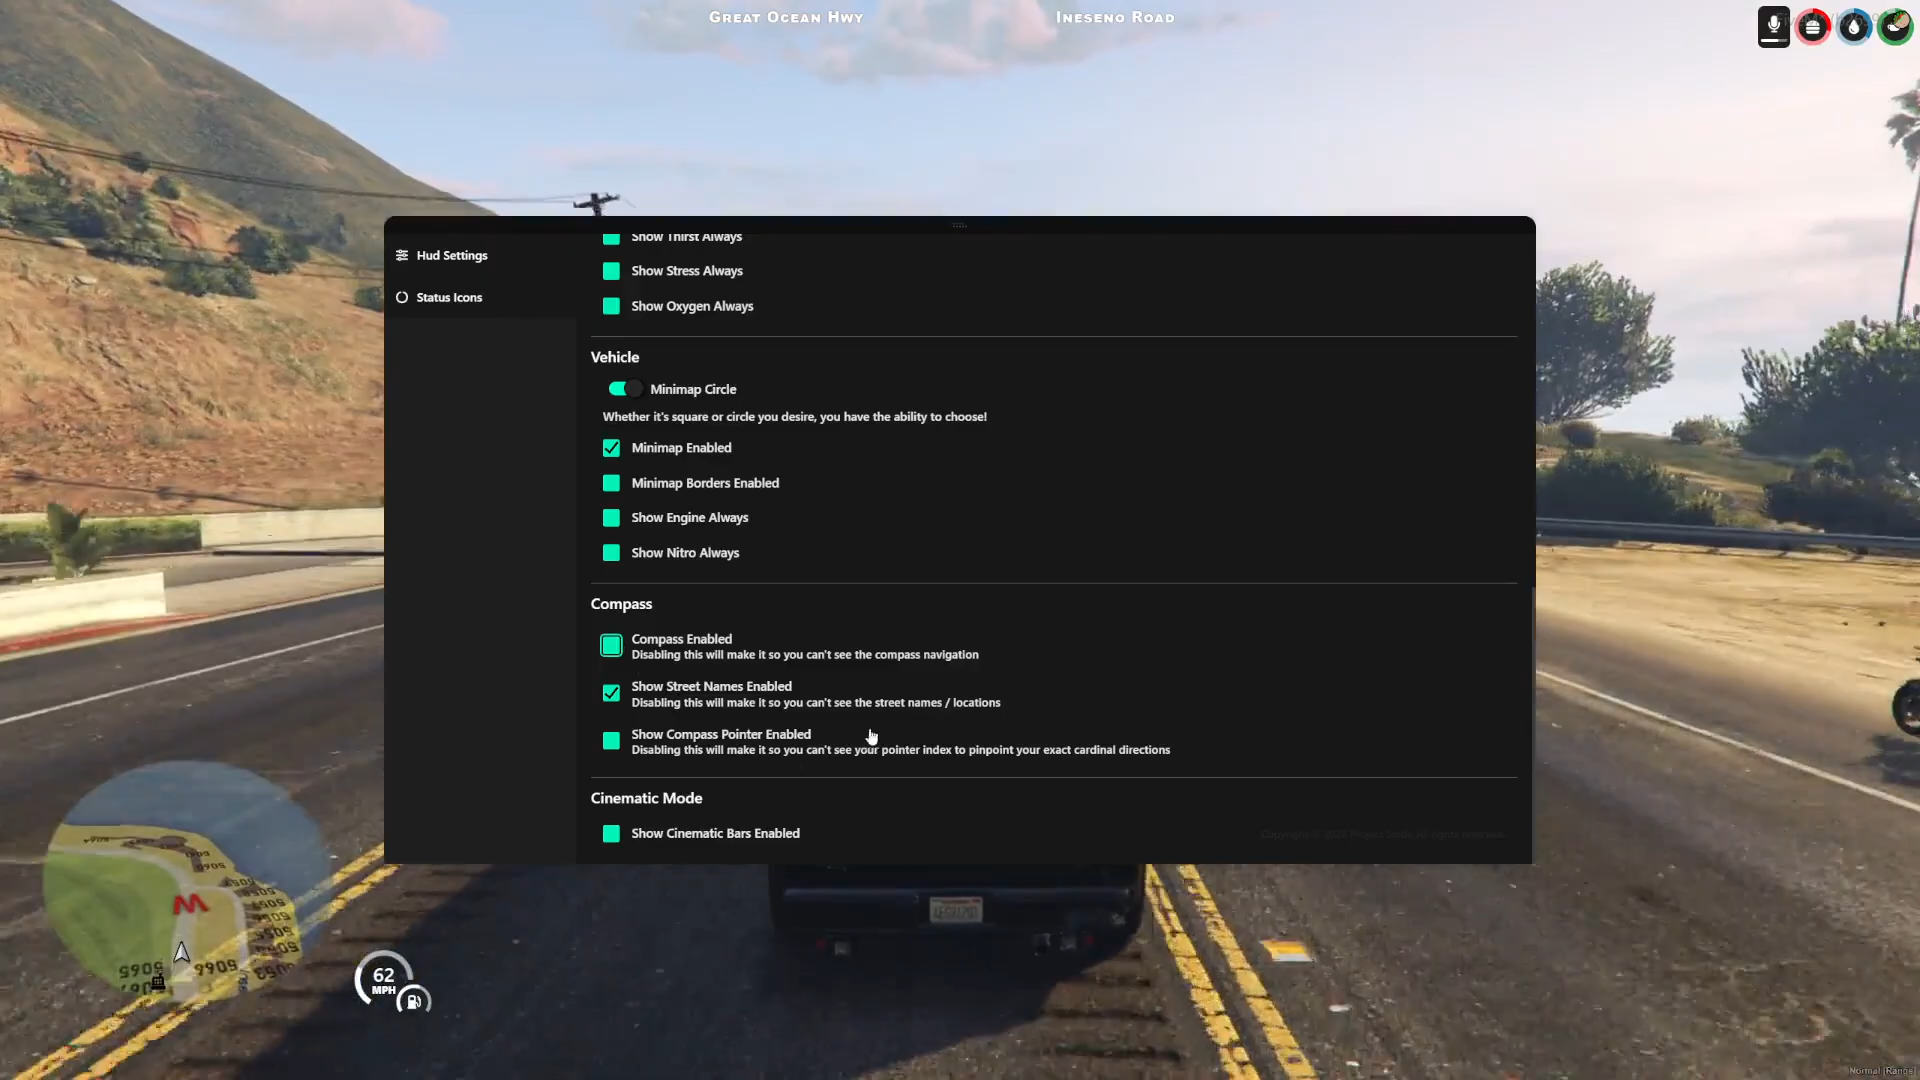 GREAT OCEAN HWY
INESENO ROAD
Hud Settings
Status Icons
Show Thirst Always
Show Stress Always
Show Oxygen Always
Vehicle
Minimap Circle
Whether it's square or circle you desire, you have the ability to choose!
Minimap Enabled
Minimap Borders Enabled
Show Engine Always
Show Nitro Always
Compass
Compass Enabled
Disabling this will make it so you can't see the compass navigation
Show Street Names Enabled
Disabling this will make it so you can't see the street names / locations
Show Compass Pointer Enabled
Disabling this will make it so you can't see your pointer index to pinpoint your exact cardinal directions
Cinematic Mode
Show Cinematic Bars Enabled
62
MPH
Normal [Range]